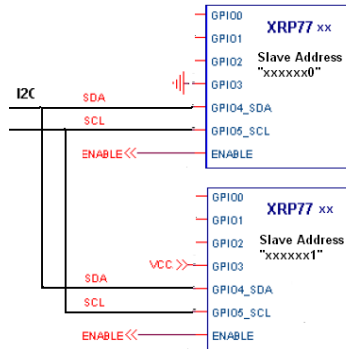 GPIO0
XRP77 xx
GPIO1
GPIO2
Slave Address
"xxxxxx0"
GPIO3
I2C
SDA
GPIO4_SDA
SCL
GPIO5_SCL
ENABLE
ENABLE
GPIO0
XRP77 xx
GPIO1
GPIO2
Slave Address
"xxxxxx1"
VCC
GPIO3
SDA
GPIO4_SDA
SCL
GPIO5_SCL
ENABLE
ENABLE